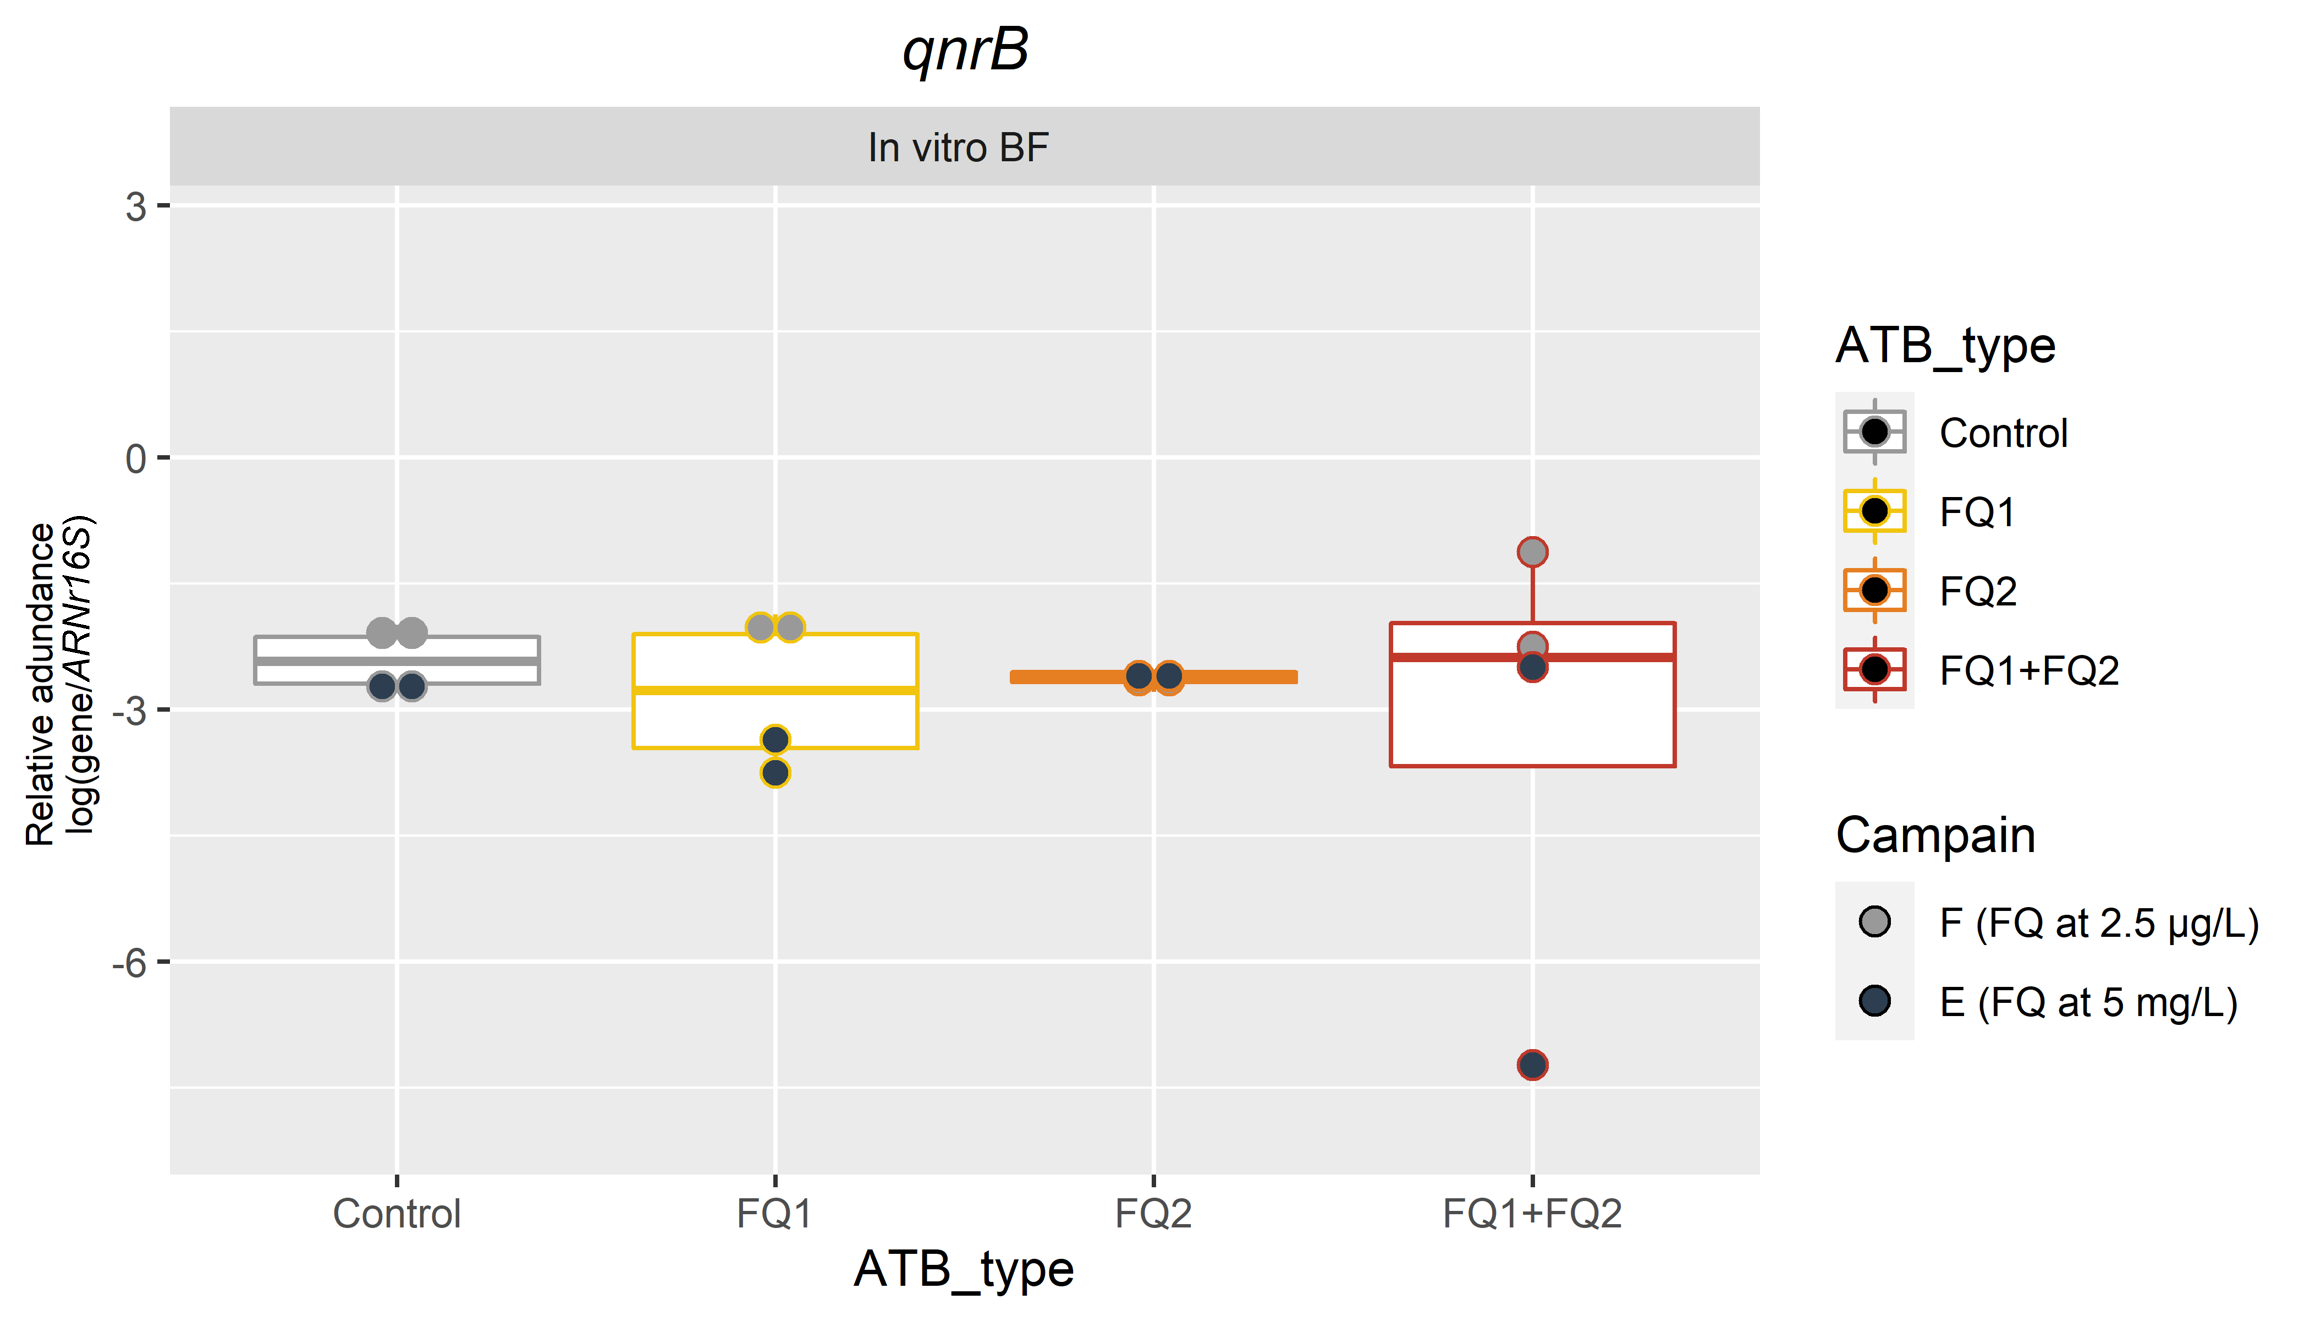 qnrB
In vitro BF
3
0
-3
-6
Relative adundance
log(gene/ARNr16S)
Control
FQ1
FQ2
FQ1+FQ2
ATB_type
ATB_type
Control
FQ1
FQ2
FQ1+FQ2
Campain
F (FQ at 2.5 µg/L)
E (FQ at 5 mg/L)